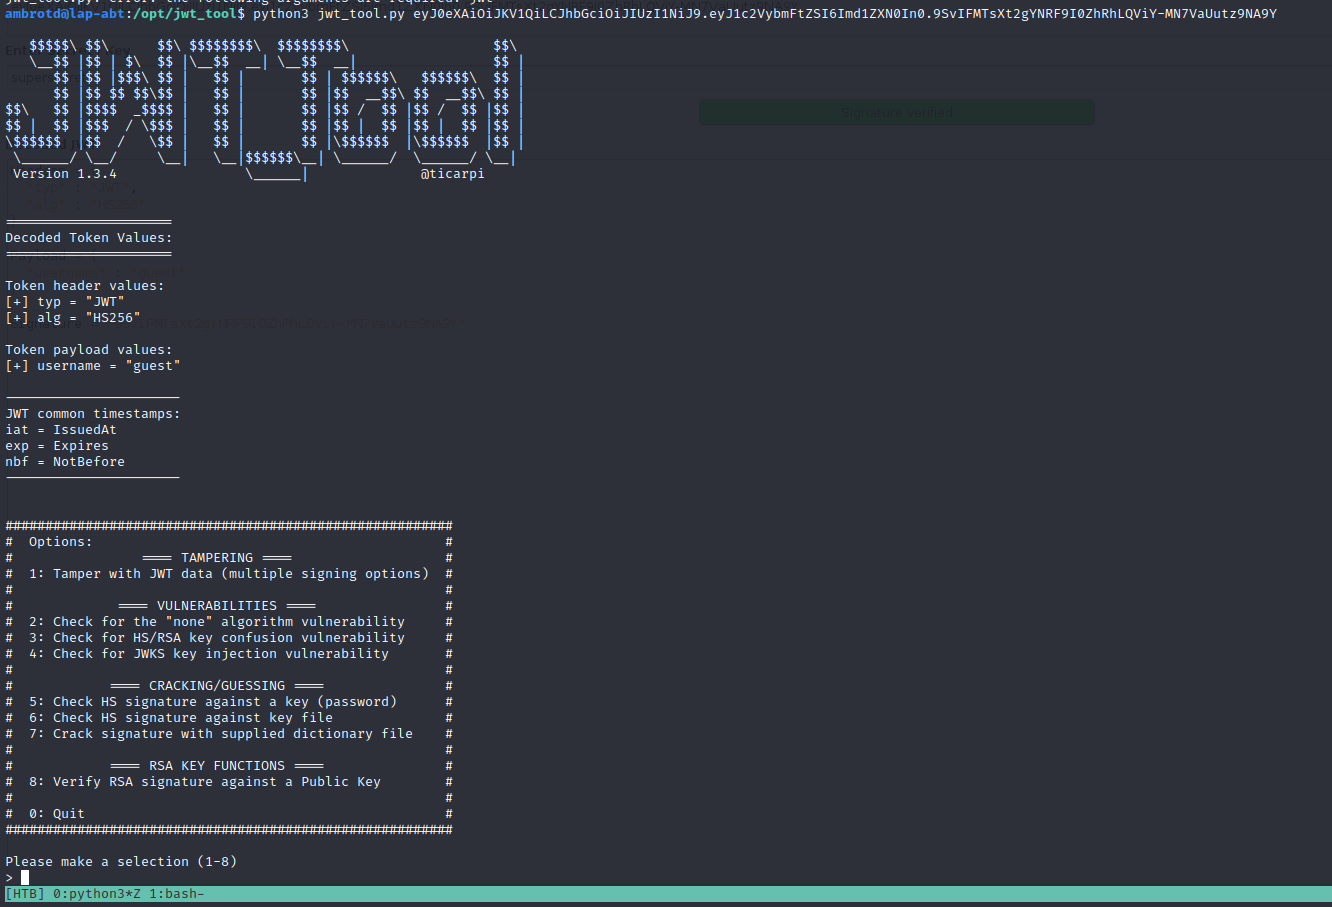 jwt_tool.py: error: the following arguments are required: jwt
ambrotd@lap-abt:/opt/jwt_tool$ python3 jwt_tool.py eyJ0eXAiOiJKV1QiLCJhbGciOiJIUzI1NiJ9.eyJ1c2VybmFtZSI6Imd1ZXN0In0.9SvIFMTsXt2gYNRF9I0ZhRhLQViY-MN7VaUutz9NA9Y
Signature verified
Version 1.3.4 @ticarpi
=====================
Decoded Token Values:
=====================
Token header values:
[+] typ = "JWT"
[+] alg = "HS256"
Token payload values:
[+] username = "guest"
----------------------
JWT common timestamps:
iat = IssuedAt
exp = Expires
nbf = NotBefore
----------------------
########################################################
# Options: #
# ==== TAMPERING ==== #
# 1: Tamper with JWT data (multiple signing options) #
# #
# ==== VULNERABILITIES ==== #
# 2: Check for the "none" algorithm vulnerability #
# 3: Check for HS/RSA key confusion vulnerability #
# 4: Check for JWKS key injection vulnerability #
# #
# ==== CRACKING/GUESSING ==== #
# 5: Check HS signature against a key (password) #
# 6: Check HS signature against key file #
# 7: Crack signature with supplied dictionary file #
# #
# ==== RSA KEY FUNCTIONS ==== #
# 8: Verify RSA signature against a Public Key #
# #
# 0: Quit #
########################################################
Please make a selection (1-8)
>
[HTB] 0:python3*Z 1:bash-